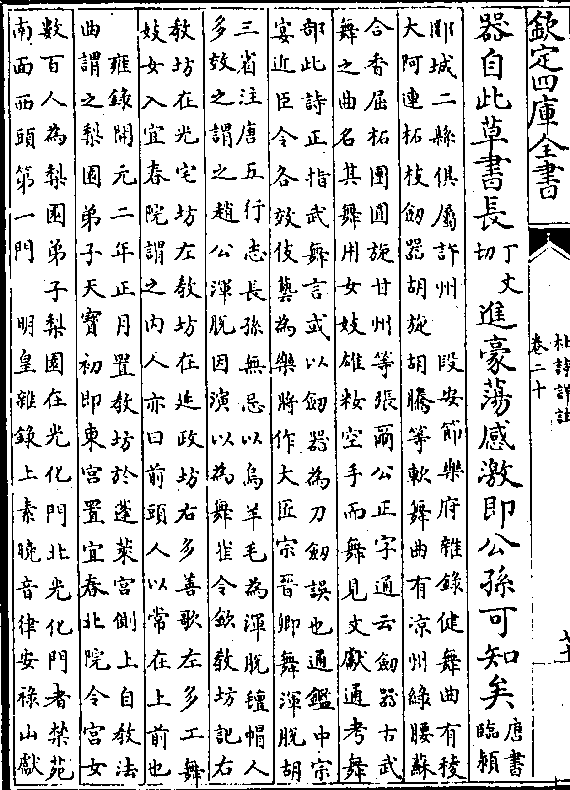 欽定四庫全書
杜詩詳註
卷二十
器自此草書長丁丈切進豪蕩感激即公孫可知矣唐書臨潁
郾城二縣俱屬許州 段安節樂府雜錄健舞曲有稜
大阿連柘枝劒器胡旋胡騰等軟舞曲有凉州綠腰蘇
合香屈柘團圓旋甘州等張爾公正字通云劒器古武
舞之曲名其舞用女妓雄粧空手而舞見文獻通考舞
部此詩正指武舞言或以劒器為刀劒誤也通鑑中宗
宴近臣令各效伎藝為樂將作大匠宗晉卿舞渾脱胡
三省注唐五行志長孫無忌以烏羊毛為渾脱氊帽人
多效之謂之趙公渾脱因演以為舞崔令欽教坊記右
教坊在光宅坊左教坊在延政坊右多善歌左多工舞
妓女入宜春院謂之内人亦曰前頭人以常在上前也
雍錄開元二年正月置教坊於蓬萊宫側上自教法
曲謂之梨園弟子天寶初即東宫置宜春北院令宫女
數百人為梨園弟子梨園在光化門北光化門者禁苑
南面西頭第一門 明皇雜錄上素曉音律安祿山獻